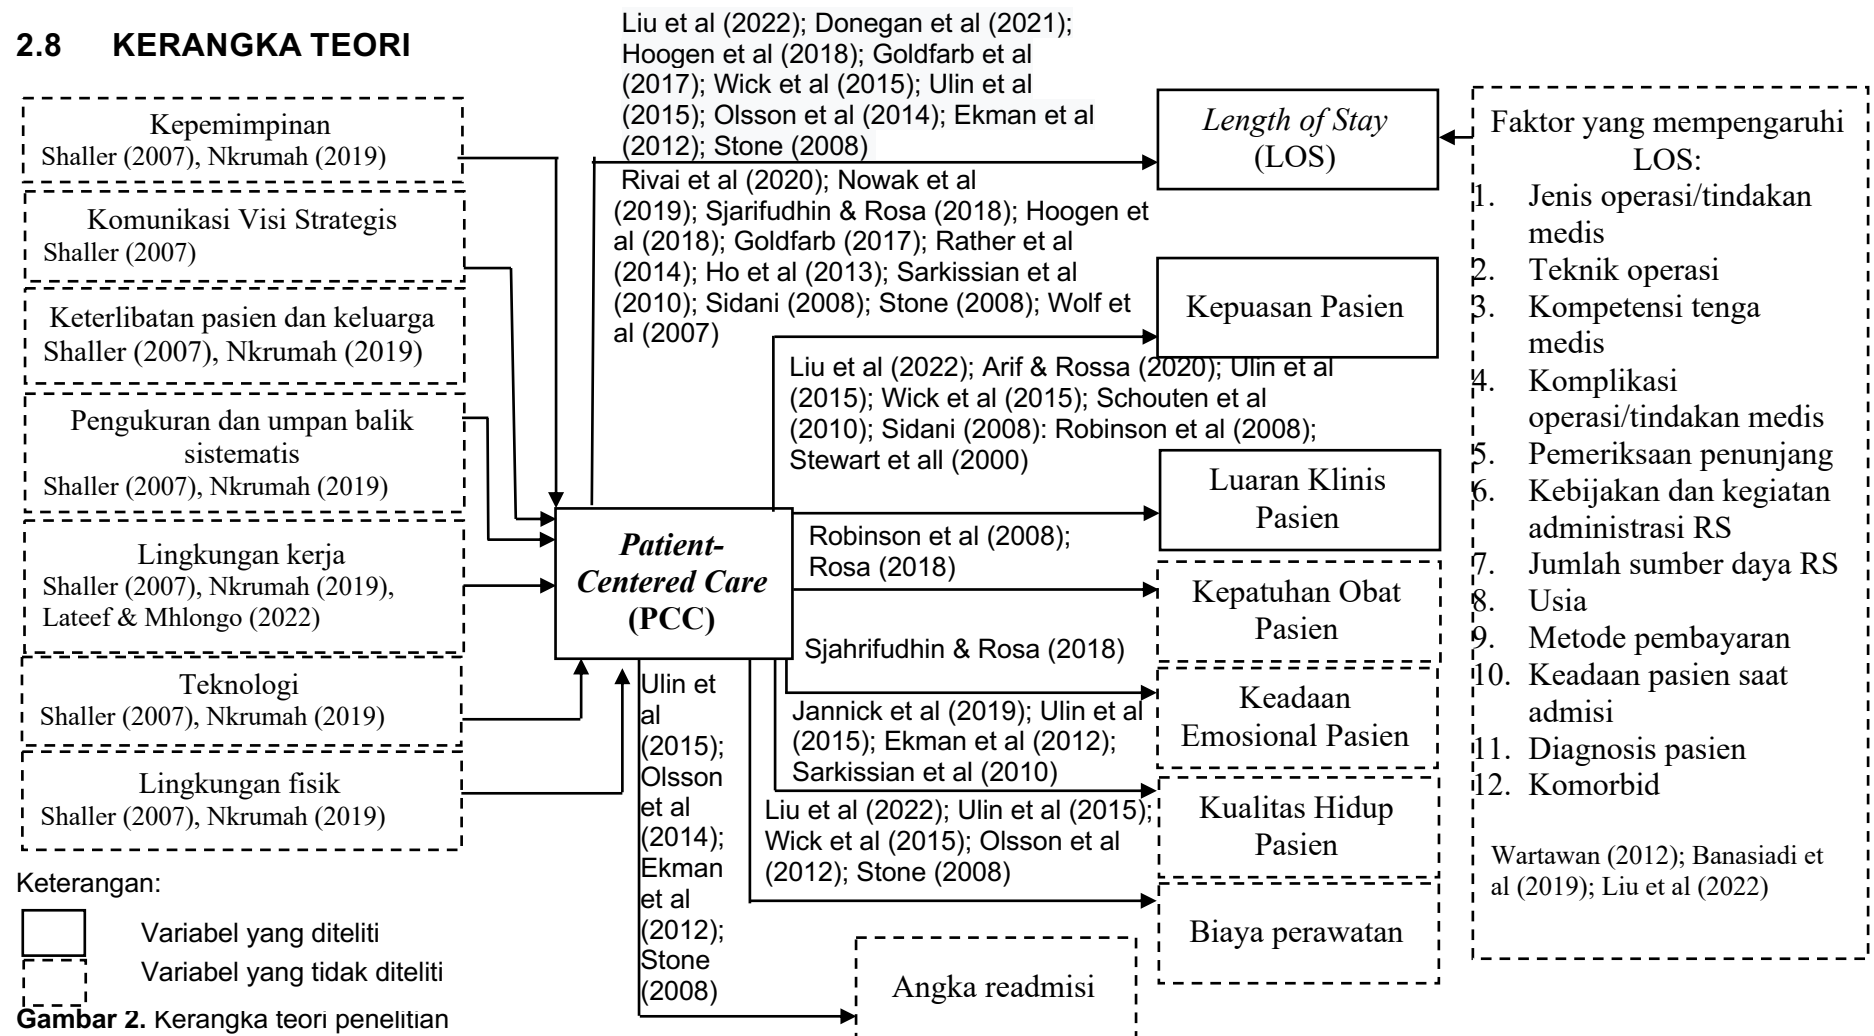 2.8 KERANGKA TEORI
Kepemimpinan
Shaller (2007), Nkrumah (2019)
Komunikasi Visi Strategis
Shaller (2007)
Keterlibatan pasien dan keluarga
Shaller (2007), Nkrumah (2019)
Pengukuran dan umpan balik
sistematis
Shaller (2007), Nkrumah (2019)
Lingkungan kerja
Shaller (2007), Nkrumah (2019),
Lateef & Mhlongo (2022)
Teknologi
Shaller (2007), Nkrumah (2019)
Lingkungan fisik
Shaller (2007), Nkrumah (2019)
Patient-
Centered Care
(PCC)
Liu et al (2022); Donegan et al (2021);
Hoogen et al (2018); Goldfarb et al
(2017); Wick et al (2015); Ulin et al
(2015); Olsson et al (2014); Ekman et al
(2012); Stone (2008)
Length of Stay
(LOS)
Rivai et al (2020); Nowak et al
(2019); Sjarifudhin & Rosa (2018); Hoogen et
al (2018); Goldfarb (2017); Rather et al
(2014); Ho et al (2013); Sarkissian et al
(2010); Sidani (2008); Stone (2008); Wolf et
al (2007)
Kepuasan Pasien
Liu et al (2022); Arif & Rossa (2020); Ulin et al
(2015); Wick et al (2015); Schouten et al
(2010); Sidani (2008): Robinson et al (2008);
Stewart et all (2000)
Luaran Klinis
Pasien
Robinson et al (2008);
Rosa (2018)
Kepatuhan Obat
Pasien
Sjahrifudhin & Rosa (2018)
Keadaan
Emosional Pasien
Jannick et al (2019); Ulin et al
(2015); Ekman et al (2012);
Sarkissian et al (2010)
Kualitas Hidup
Pasien
Liu et al (2022); Ulin et al (2015);
Wick et al (2015); Olsson et al
(2012); Stone (2008)
Biaya perawatan
Ulin et
al
(2015);
Olsson
et al
(2014);
Ekman
et al
(2012);
Stone
(2008)
Angka readmisi
Faktor yang mempengaruhi
LOS:
1. Jenis operasi/tindakan
medis
2. Teknik operasi
3. Kompetensi tenga
medis
4. Komplikasi
operasi/tindakan medis
5. Pemeriksaan penunjang
6. Kebijakan dan kegiatan
administrasi RS
7. Jumlah sumber daya RS
8. Usia
9. Metode pembayaran
10. Keadaan pasien saat
admisi
11. Diagnosis pasien
12. Komorbid
Wartawan (2012); Banasiadi et
al (2019); Liu et al (2022)
Keterangan:
Variabel yang diteliti
Variabel yang tidak diteliti
Gambar 2. Kerangka teori penelitian